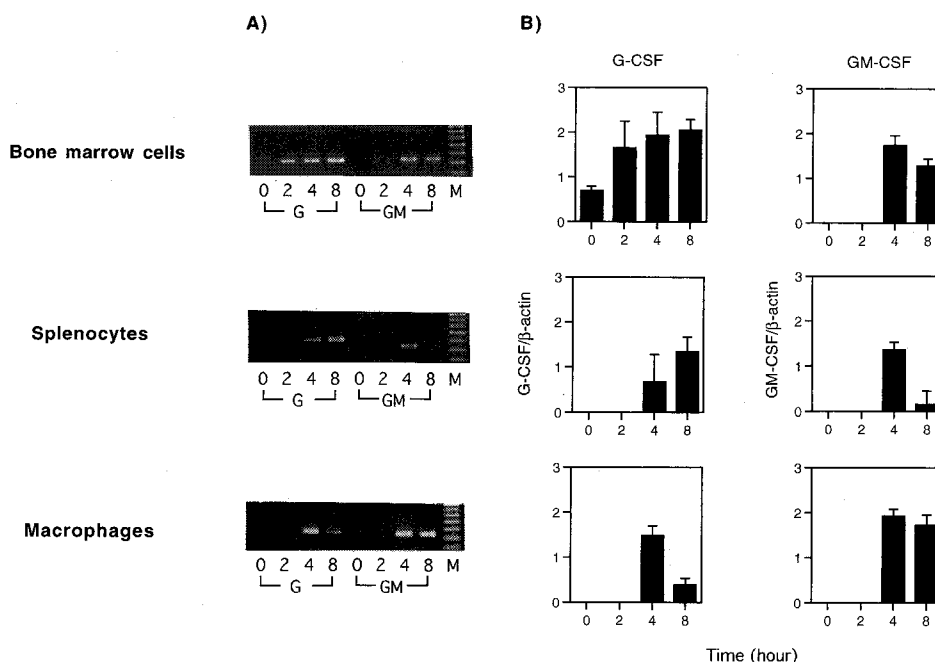 A)
B)
G-CSF
GM-CSF
Bone marrow cells
0 2 4 8 0 2 4 8 M
G GM
3
2
1
0
0 2 4 8
3
2
1
0
0 2 4 8
Splenocytes
0 2 4 8 0 2 4 8 M
G GM
G-CSF/β-actin
3
2
1
0
0 2 4 8
GM-CSF/β-actin
3
2
1
0
0 2 4 8
Macrophages
0 2 4 8 0 2 4 8 M
G GM
3
2
1
0
0 2 4 8
3
2
1
0
0 2 4 8
Time (hour)